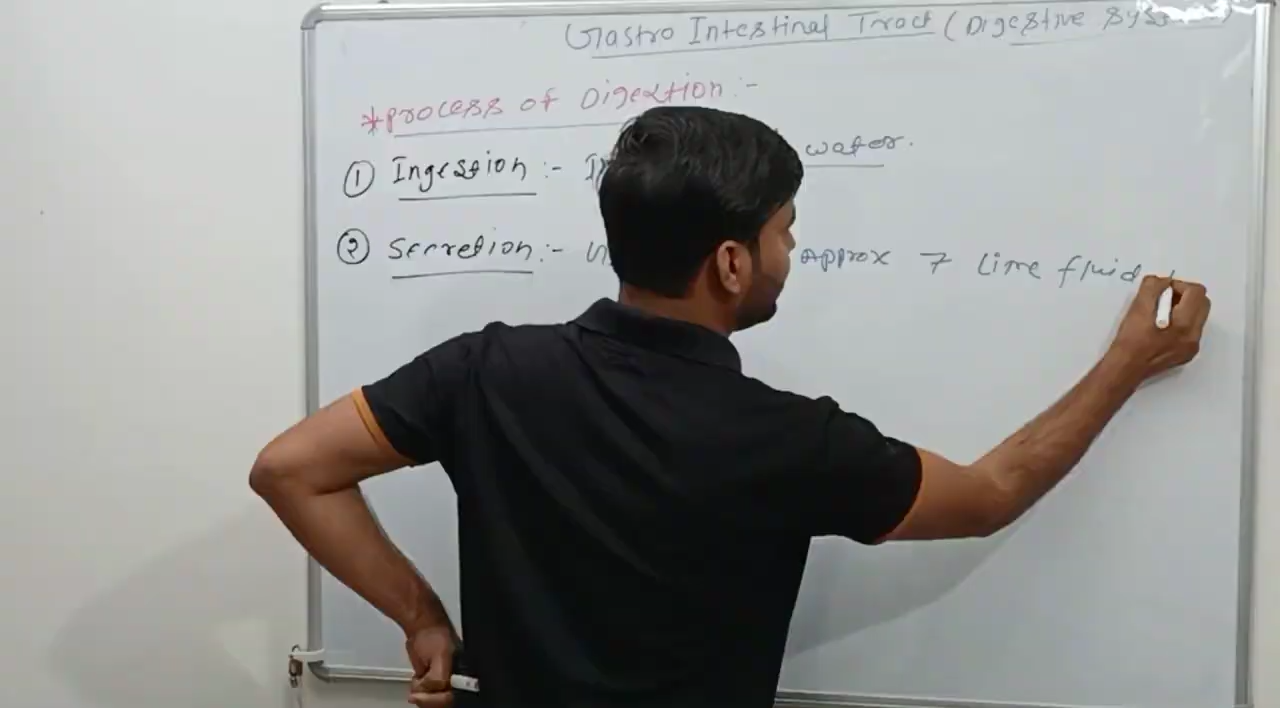 Gastro Intestinal Tract (Digestive
*Process of Digestion :-
① Ingestion :- water.
② Secretion :- Approx 7 litre fluid